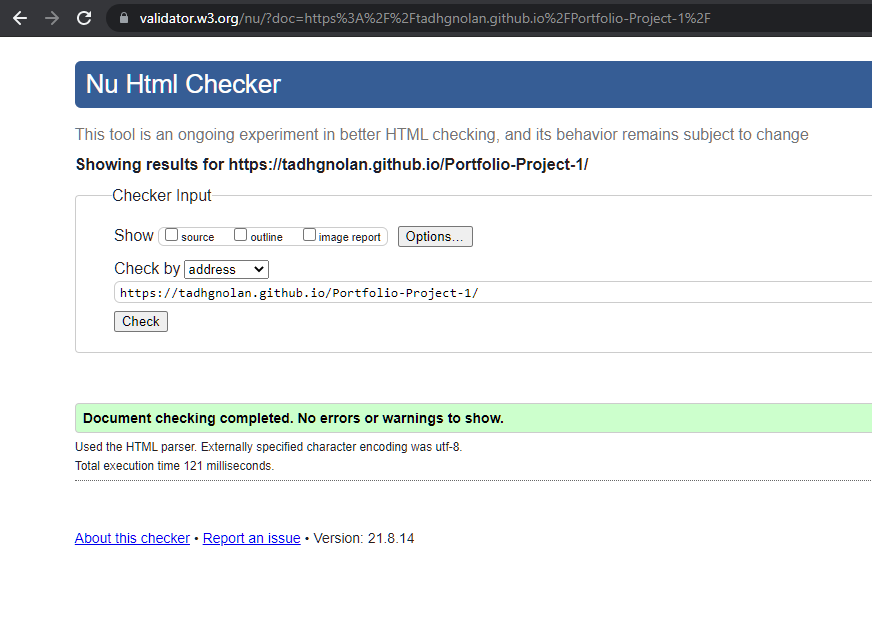 validator.w3.org/nu/?doc=https%3A%2F%2Ftadhgnolan.github.io%2FPortfolio-Project-1%2F
Nu Html Checker
This tool is an ongoing experiment in better HTML checking, and its behavior remains subject to change
Showing results for https://tadhgnolan.github.io/Portfolio-Project-1/
Checker Input
Show source outline image report Options...
Check by address
https://tadhgnolan.github.io/Portfolio-Project-1/
Check
Document checking completed. No errors or warnings to show.
Used the HTML parser. Externally specified character encoding was utf-8.
Total execution time 121 milliseconds.
About this checker • Report an issue • Version: 21.8.14